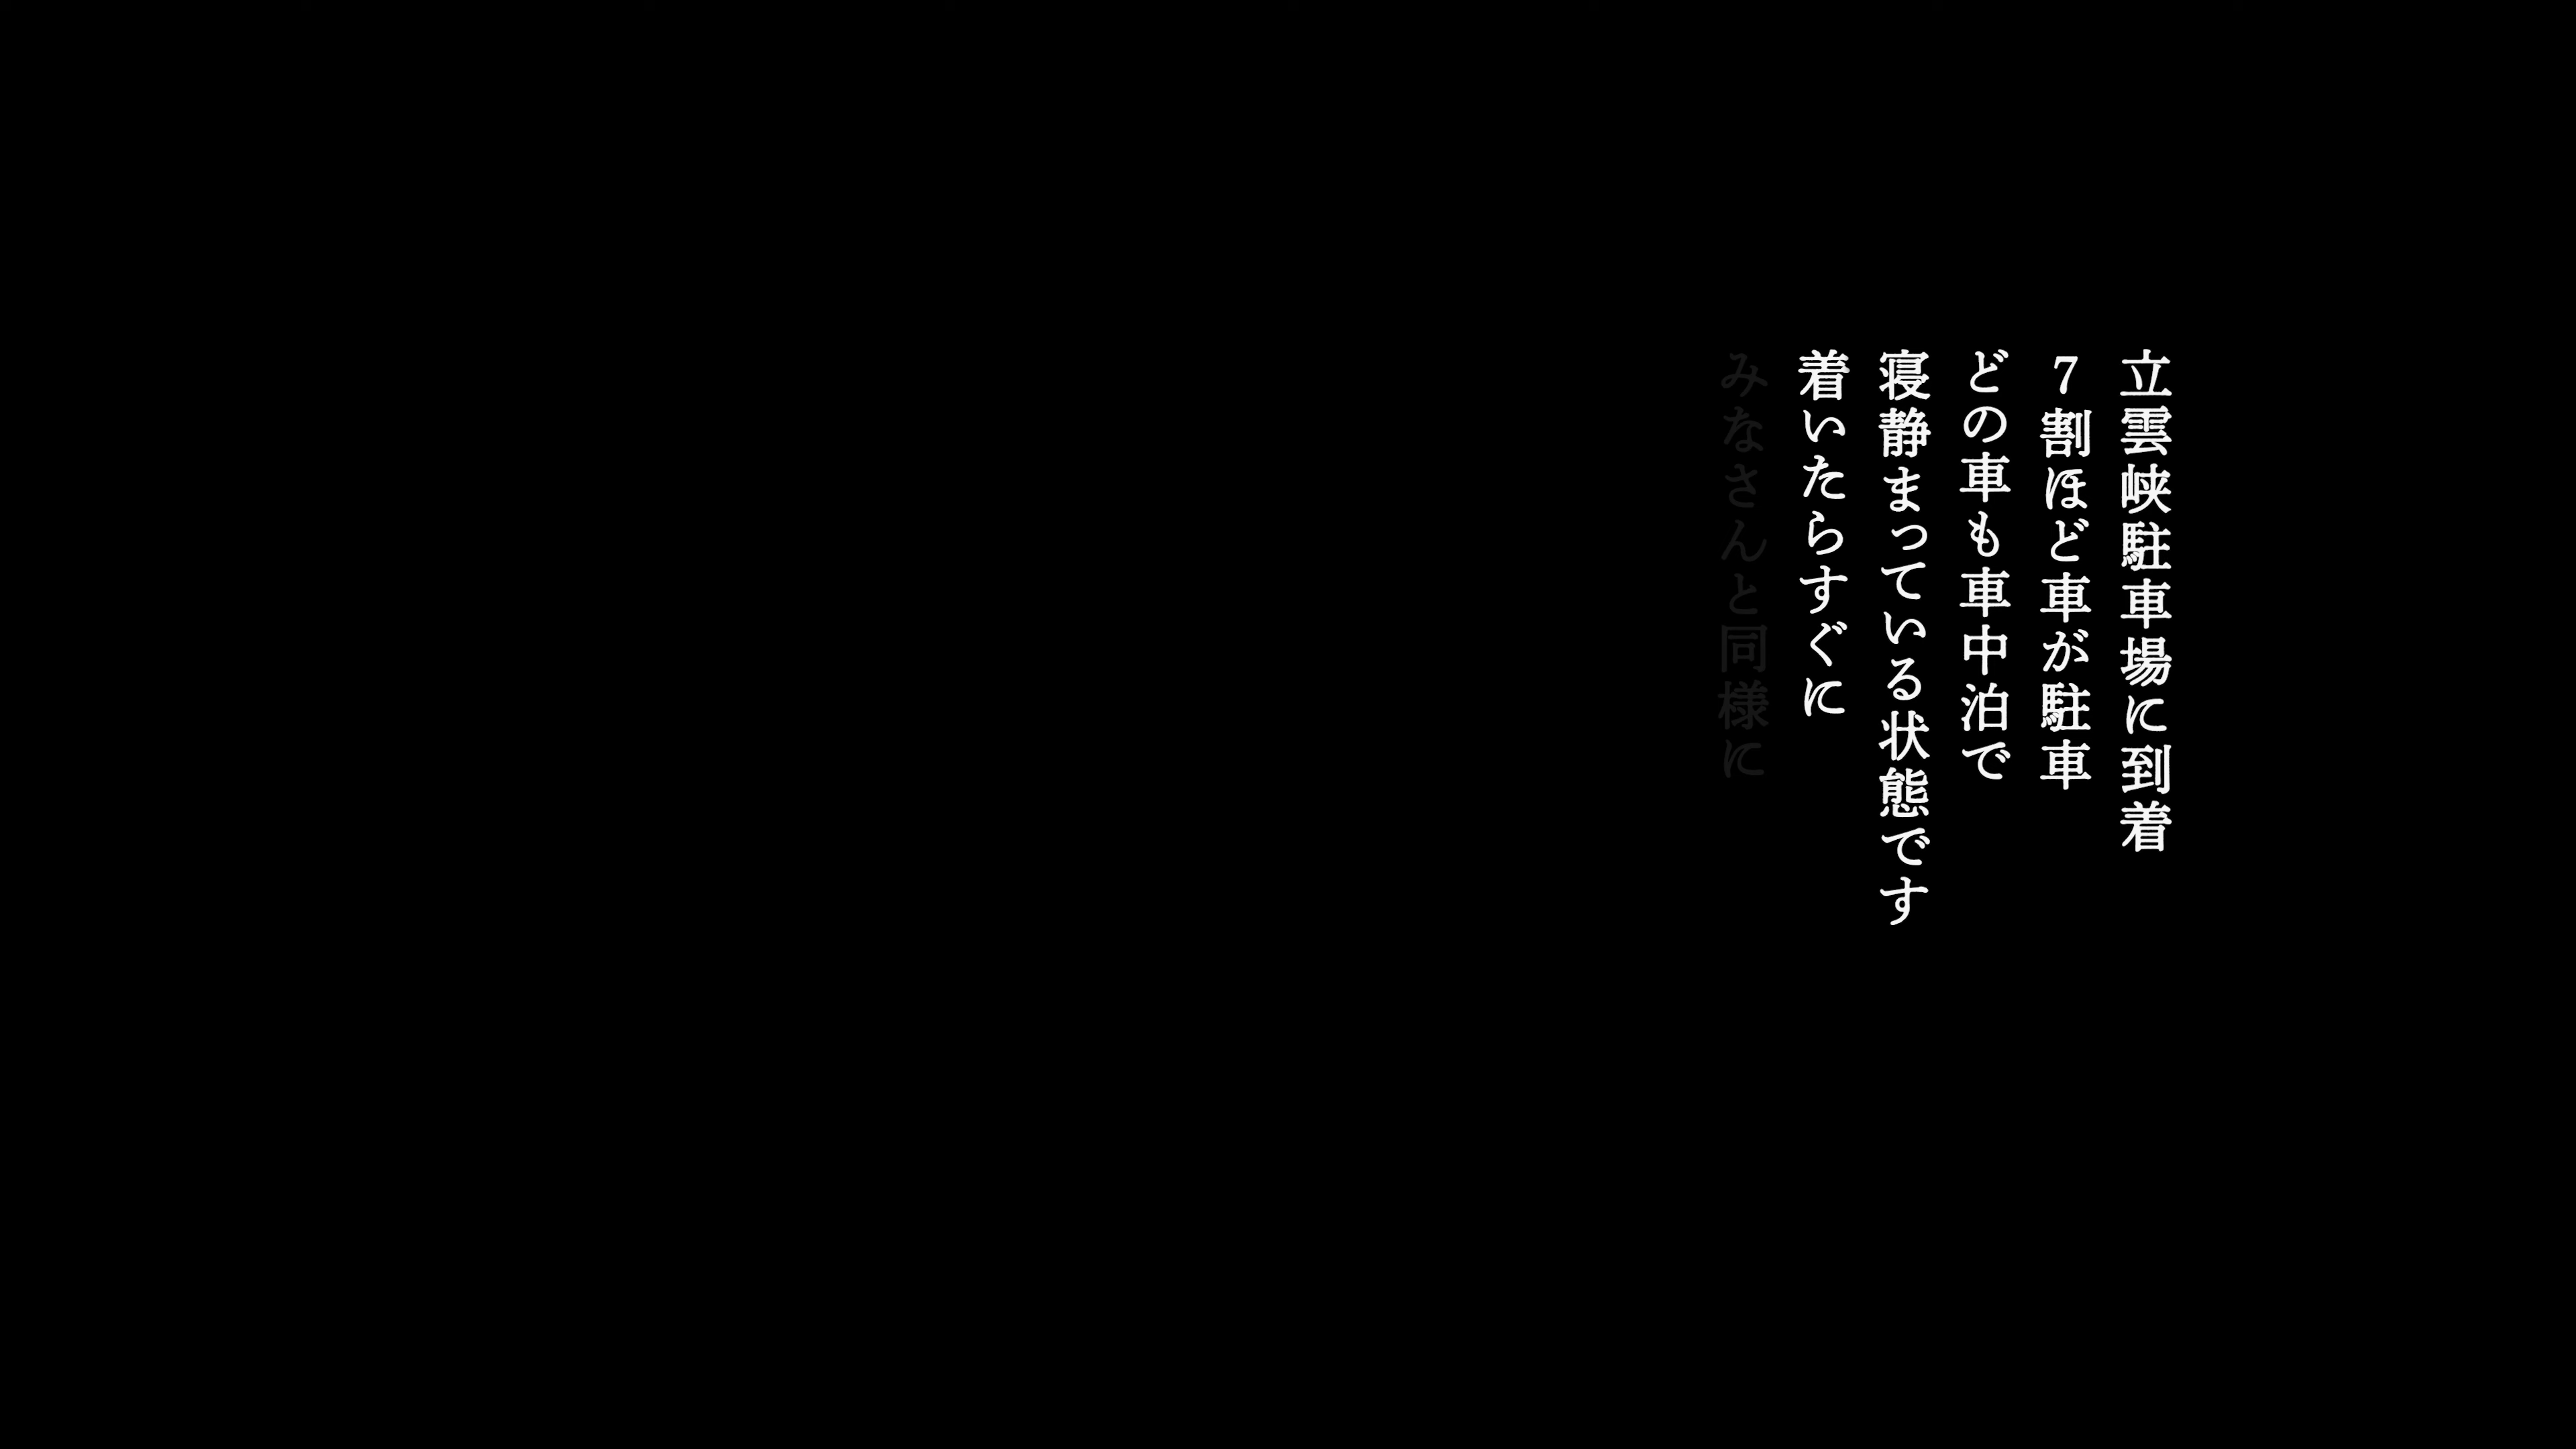 立雲峡駐車場に到着
7割ほど車が駐車
どの車も車中泊で
寝静まっている状態です
着いたらすぐに
みなさんと同様に